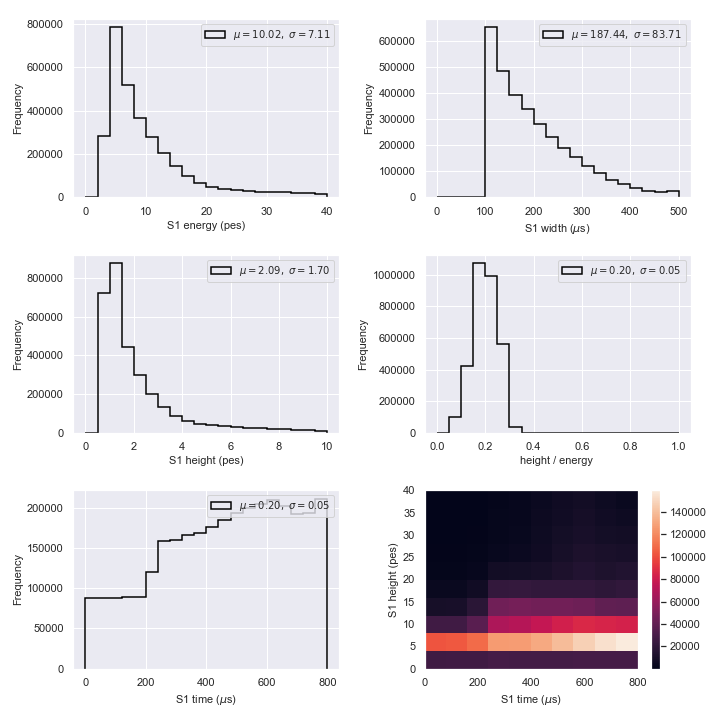 800000
600000
400000
200000
0
Frequency
μ = 10.02, σ = 7.11
0 10 20 30 40
S1 energy (pes)
600000
500000
400000
300000
200000
100000
0
Frequency
μ = 187.44, σ = 83.71
0 100 200 300 400 500
S1 width (μs)
800000
600000
400000
200000
0
Frequency
μ = 2.09, σ = 1.70
0 2 4 6 8 10
S1 height (pes)
1000000
800000
600000
400000
200000
0
Frequency
μ = 0.20, σ = 0.05
0.0 0.2 0.4 0.6 0.8 1.0
height / energy
200000
150000
100000
50000
0
Frequency
μ = 0.20, σ = 0.05
0 200 400 600 800
S1 time (μs)
40
35
30
25
20
15
10
5
0
S1 height (pes)
0 200 400 600 800
S1 time (μs)
140000
120000
100000
80000
60000
40000
20000